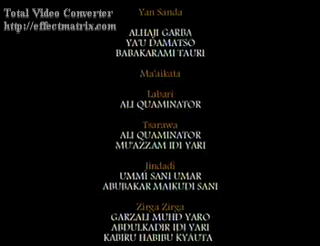 Total Video Converter
http://effectmatrix.com
Yan Sanda
ALHAJI GARBA
YA'U DAMATSO
BABAKARAMI TAURI
Ma'aikata
Labari
ALI QUAMINATOR
Tsarawa
ALI QUAMINATOR
MU'AZZAM IDI YARI
Jindadi
UMMI SANI UMAR
ABUBAKAR MAIKUDI SANI
Zirga Zirga
GARZALI MUHD YARO
ABDULKADIR IDI YARI
KABIRU HABIBU KYAUTA